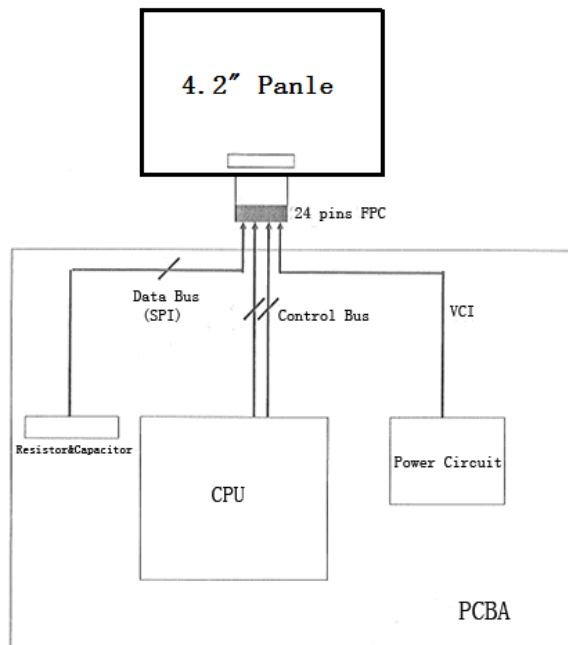 4.2" Panle
24 pins FPC
Data Bus
(SPI)
Control Bus
VCI
Resistor&Capacitor
CPU
Power Circuit
PCBA